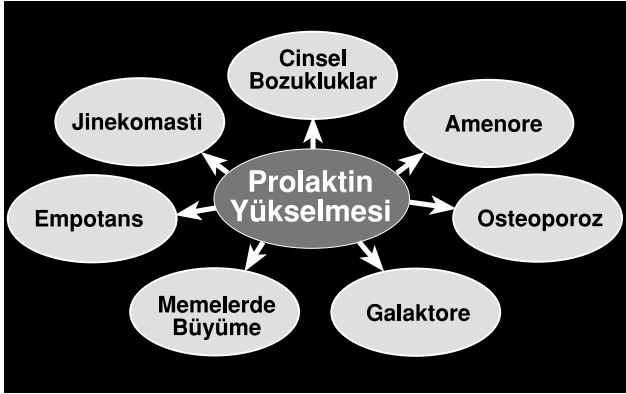 Cinsel
Bozukluklar
Jinekomasti
Amenore
Prolaktin
Yükselmesi
Empotans
Osteoporoz
Memelerde
Büyüme
Galaktore